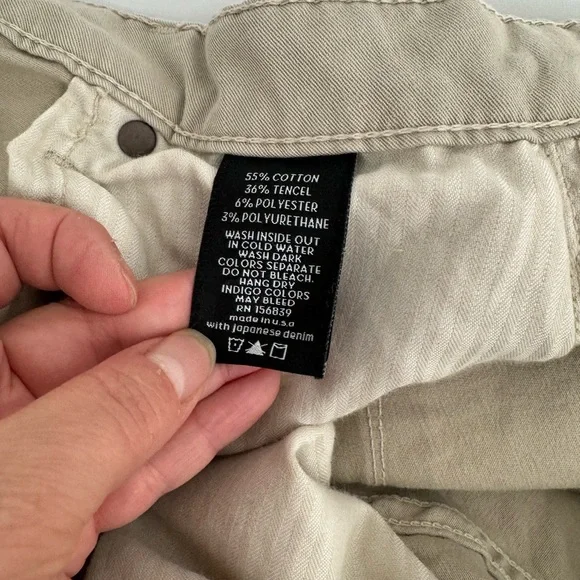 55% COTTON
36% TENCEL
6% POLYESTER
3% POLYURETHANE
WASH INSIDE OUT
IN COLD WATER
WASH DARK
COLORS SEPARATE
DO NOT BLEACH.
HANG DRY
INDIGO COLORS
MAY BLEED
RN 156839
made in u.s.a
with japanese denim